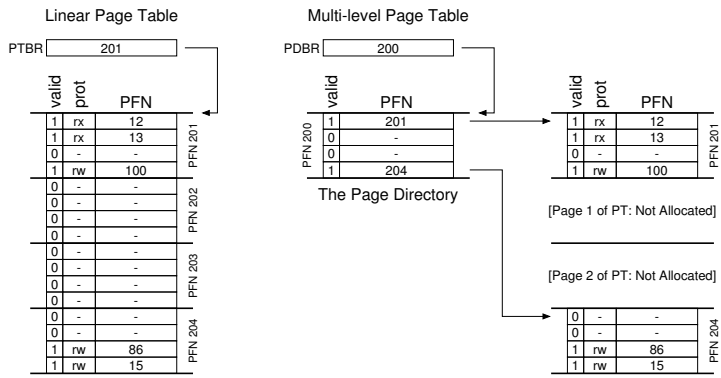 Linear Page Table
PTBR 201
valid prot PFN
1 rx 12
1 rx 13
0 - -
1 rw 100
PFN 201
0 - -
0 - -
0 - -
0 - -
PFN 202
0 - -
0 - -
0 - -
0 - -
PFN 203
0 - -
0 - -
1 rw 86
1 rw 15
PFN 204
Multi-level Page Table
PDBR 200
valid PFN
PFN 200
1 201
0 -
0 -
1 204
The Page Directory
valid prot PFN
1 rx 12
1 rx 13
0 - -
1 rw 100
PFN 201
[Page 1 of PT: Not Allocated]
[Page 2 of PT: Not Allocated]
0 - -
0 - -
1 rw 86
1 rw 15
PFN 204